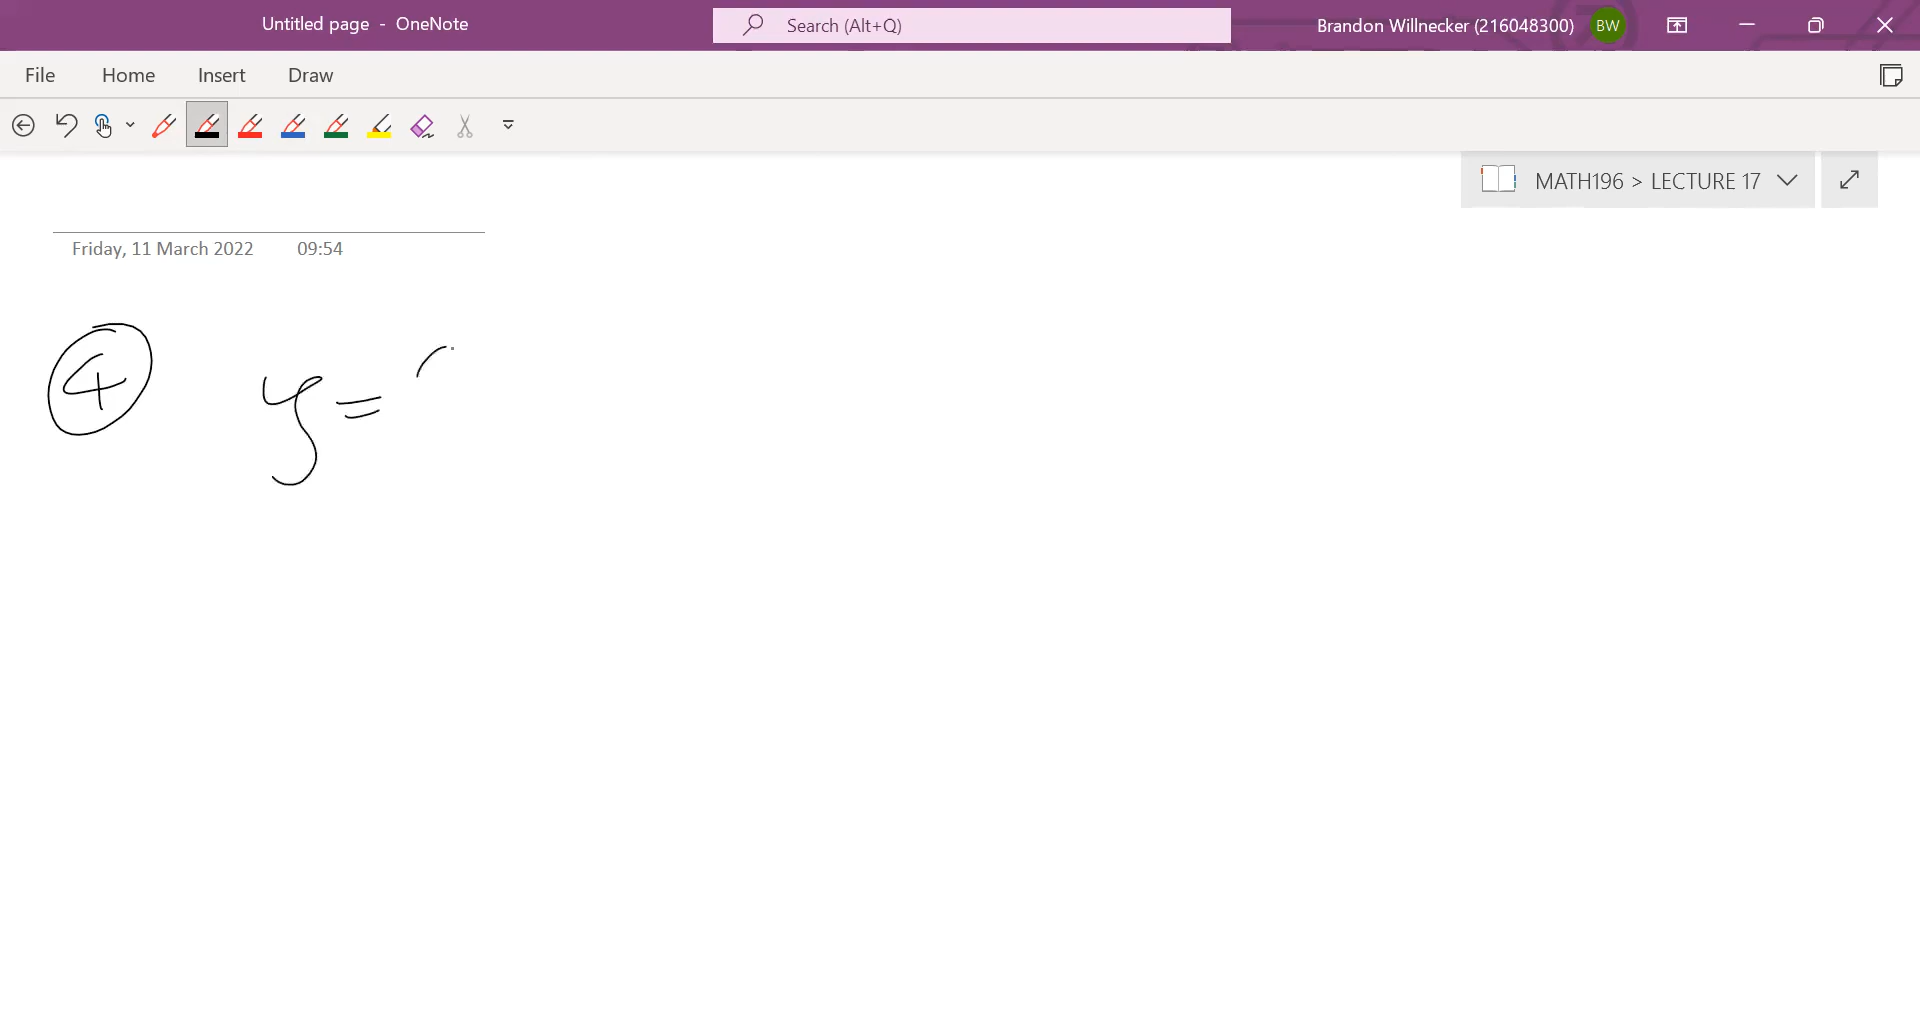 Untitled page - OneNote
Search (Alt+Q)
Brandon Willnecker (216048300)
BW
File Home Insert Draw
MATH196 > LECTURE 17
Friday, 11 March 2022 09:54
4 y =